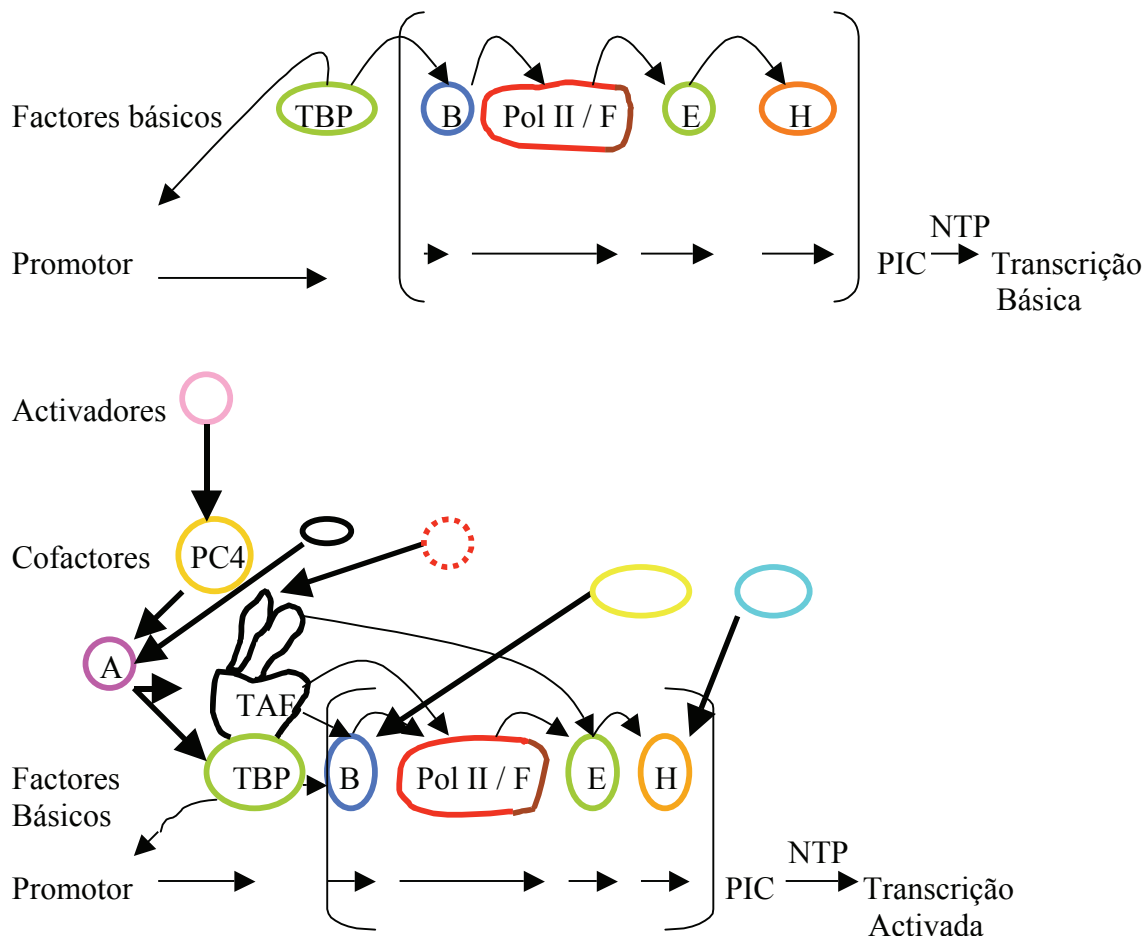 Factores básicos TBP B Pol II / F E H
NTP
Promotor PIC Transcrição
Básica
Activadores
Cofactores PC4
A
TAF
Factores TBP B Pol II / F E H
Básicos
NTP
Promotor PIC Transcrição
Activada